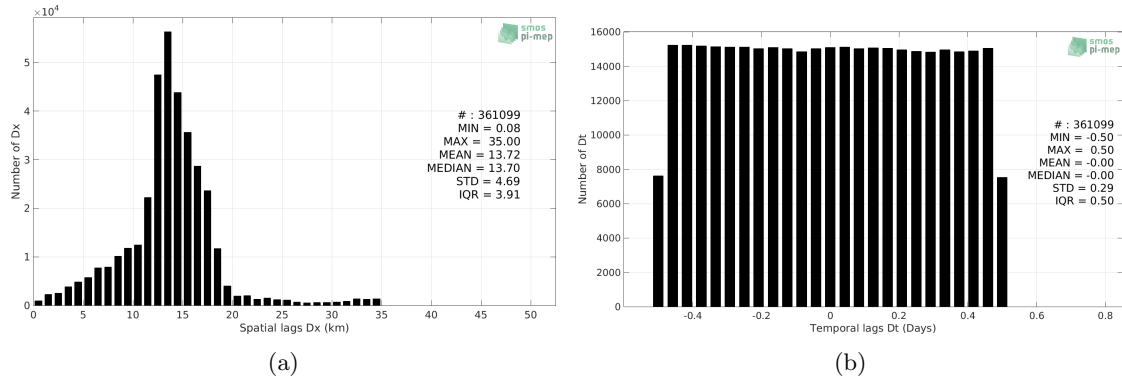 ×10⁴
smos
pi-mep
5
4
3
2
1
0
Number of Dx
# : 361099
MIN = 0.08
MAX = 35.00
MEAN = 13.72
MEDIAN = 13.70
STD = 4.69
IQR = 3.91
0 5 10 15 20 25 30 35 40 45 50
Spatial lags Dx (km)
(a)
smos
pi-mep
16000
14000
12000
10000
8000
6000
4000
2000
0
Number of Dt
# : 361099
MIN = -0.50
MAX = 0.50
MEAN = -0.00
MEDIAN = -0.00
STD = 0.29
IQR = 0.50
-0.4 -0.2 0 0.2 0.4 0.6 0.8
Temporal lags Dt (Days)
(b)